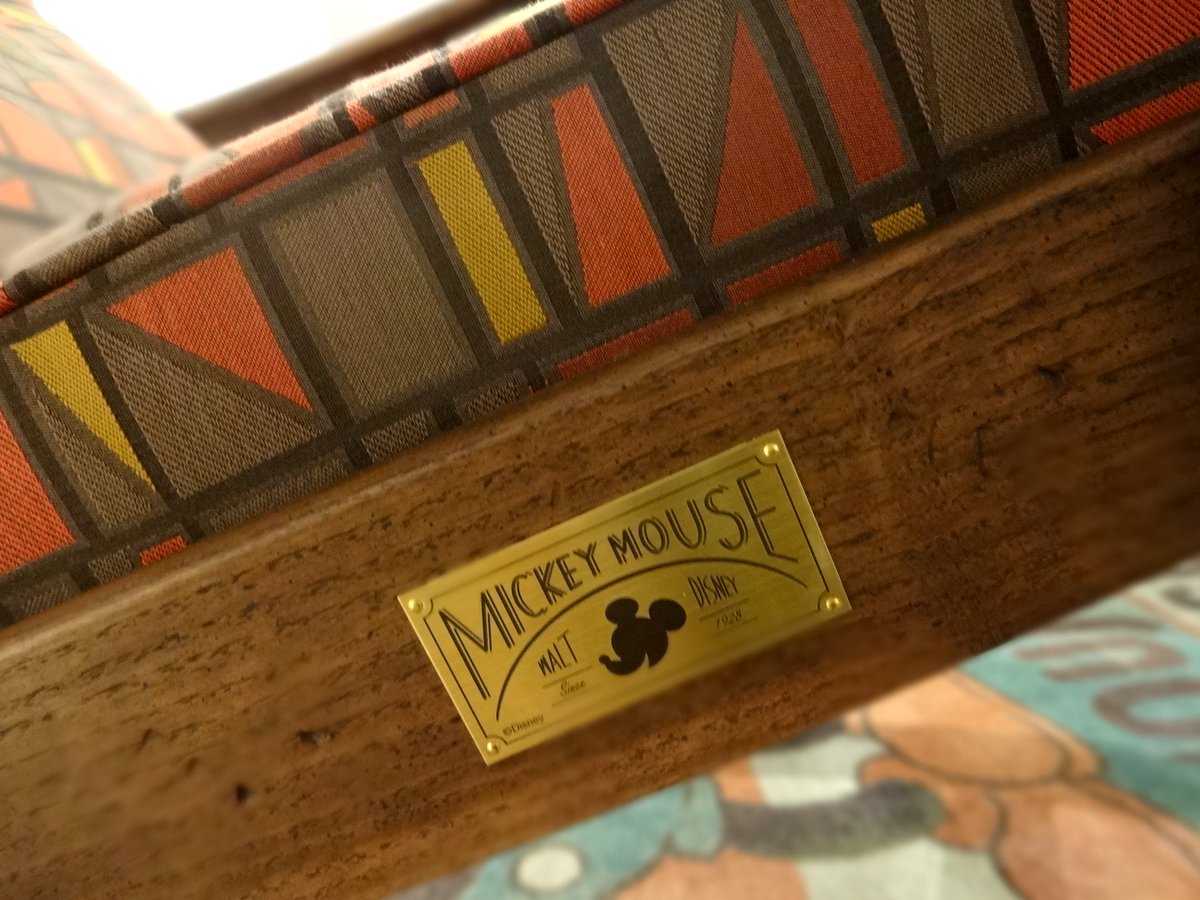 MICKEY MOUSE
WALT DISNEY
Since 1928
©Disney